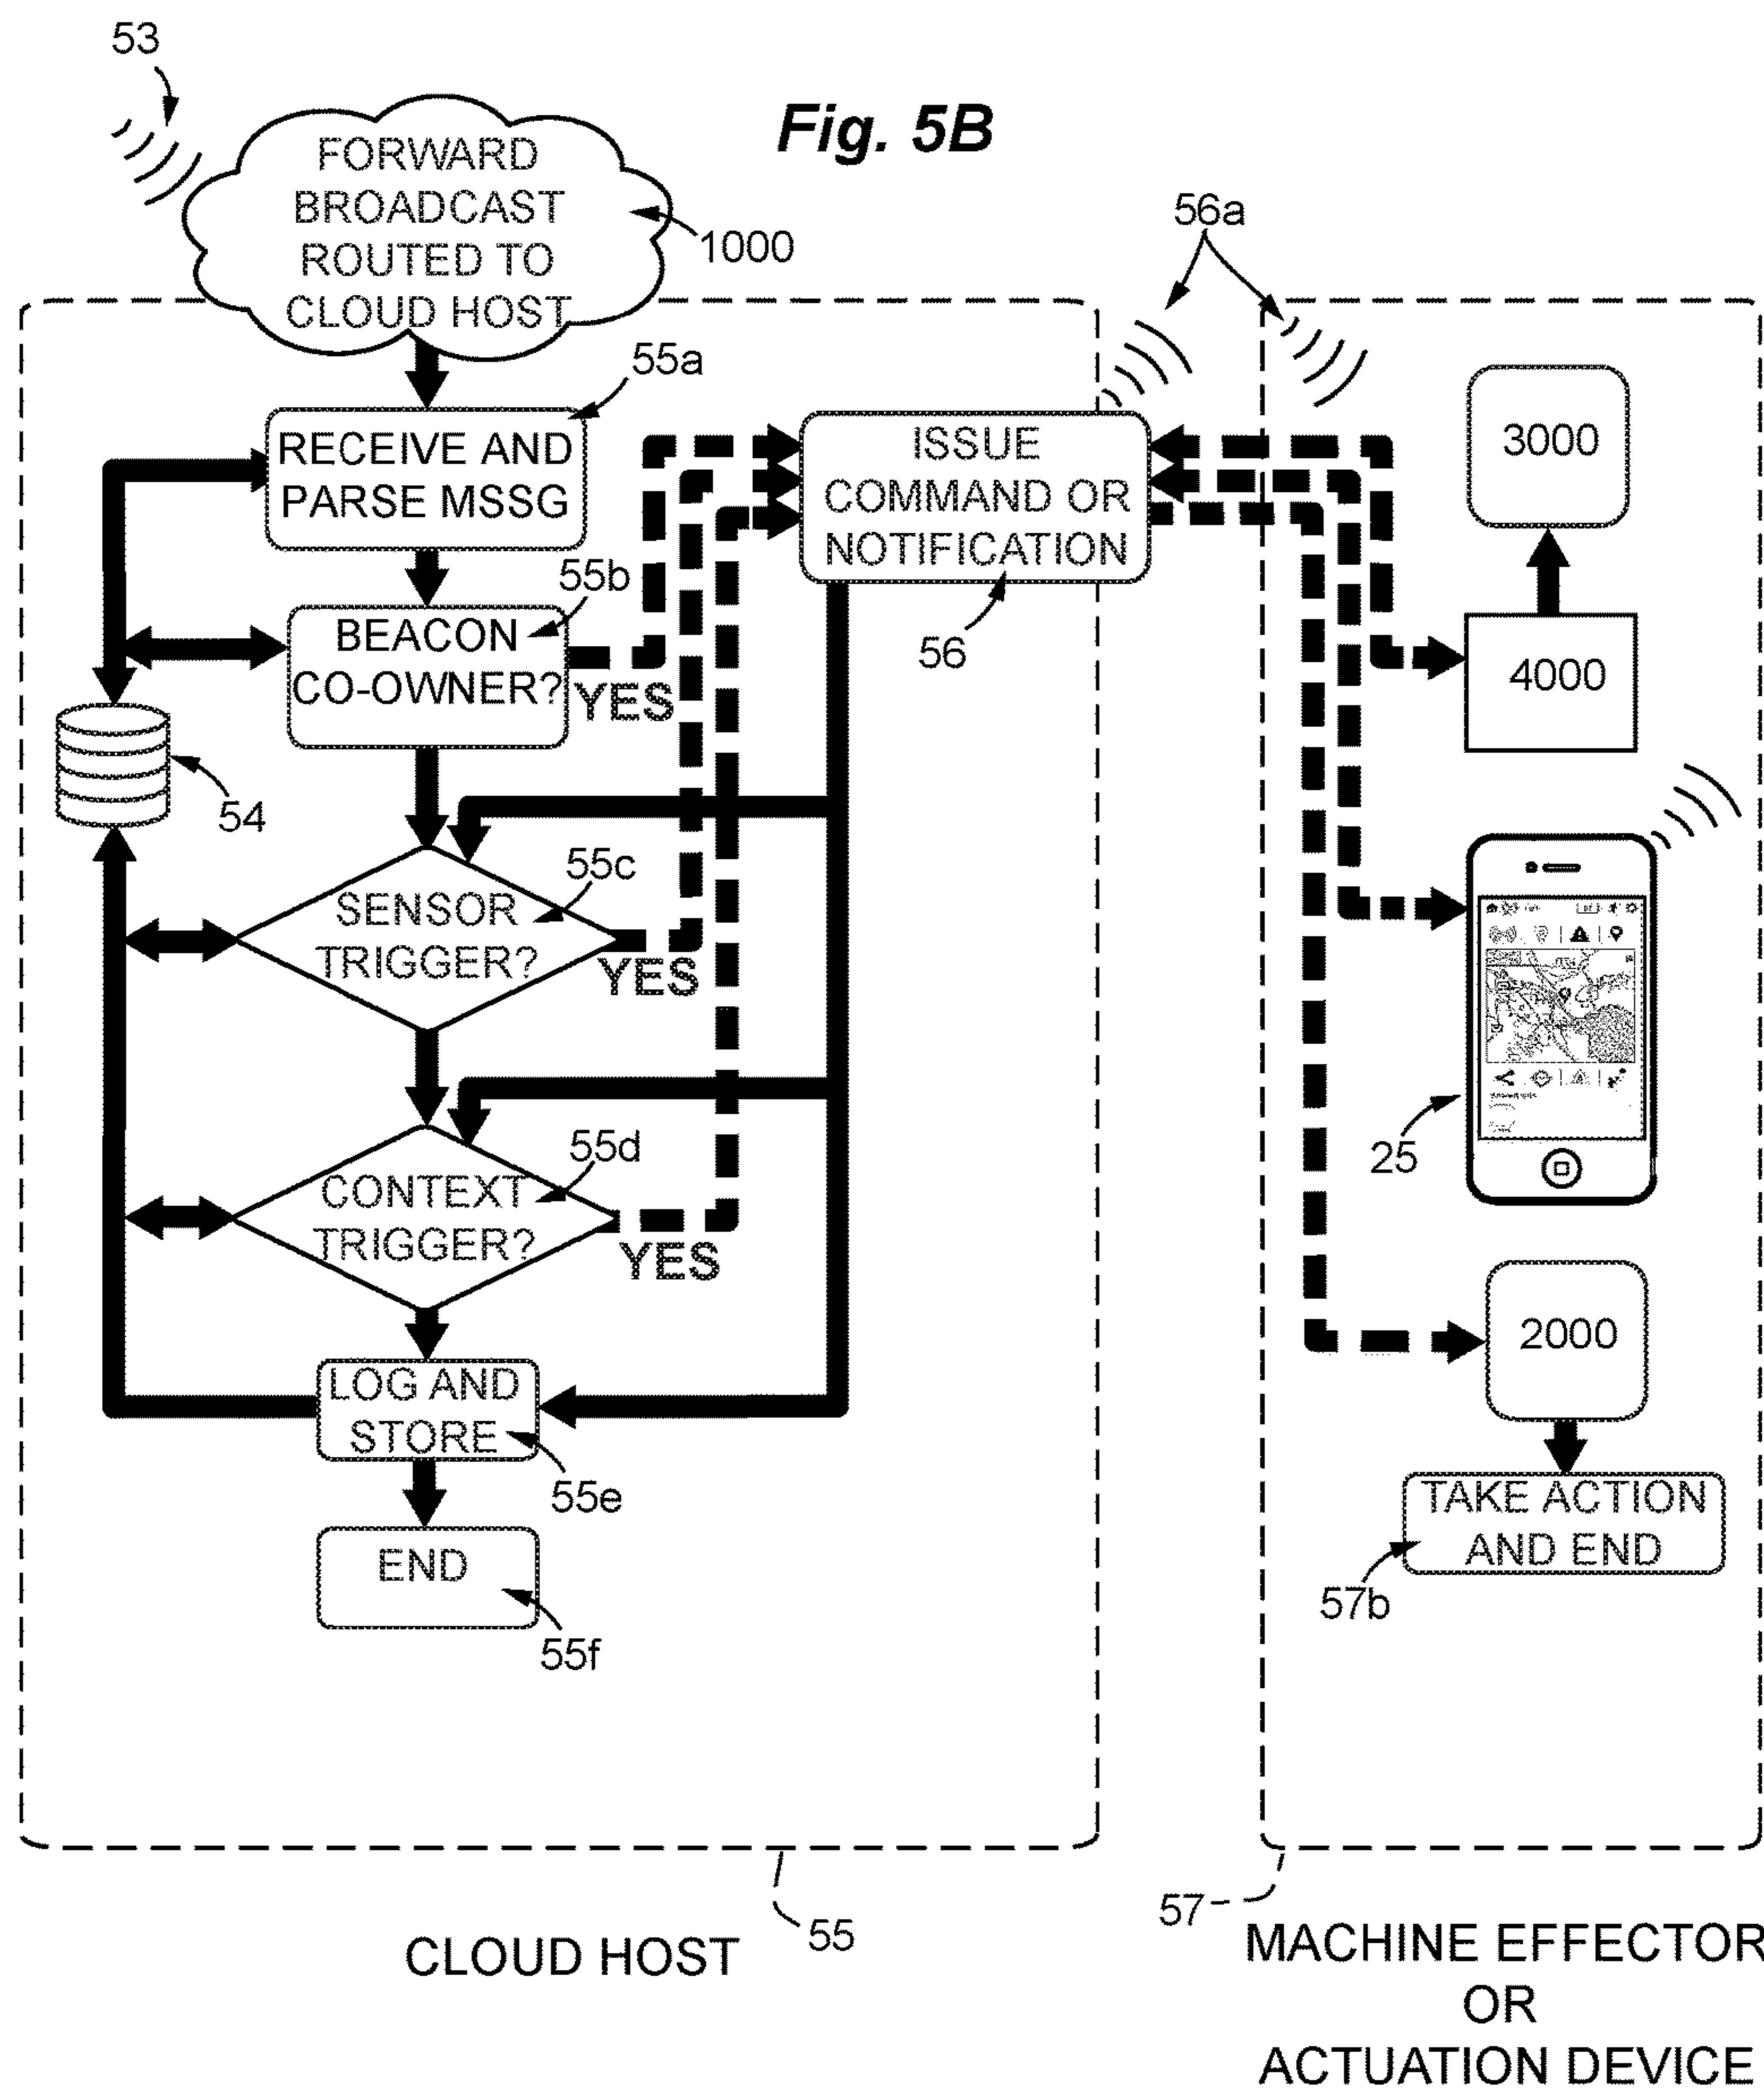 53
Fig. 5B
FORWARD
BROADCAST
ROUTED TO
CLOUD HOST
1000
56a
55a
RECEIVE AND
PARSE MSSG
ISSUE
COMMAND OR
NOTIFICATION
56
3000
55b
BEACON
CO-OWNER?
YES
4000
54
55c
SENSOR
TRIGGER?
YES
25
55d
CONTEXT
TRIGGER?
YES
2000
LOG AND
STORE
55e
TAKE ACTION
AND END
57b
END
55f
55
CLOUD HOST
57
MACHINE EFFECTOR
OR
ACTUATION DEVICE